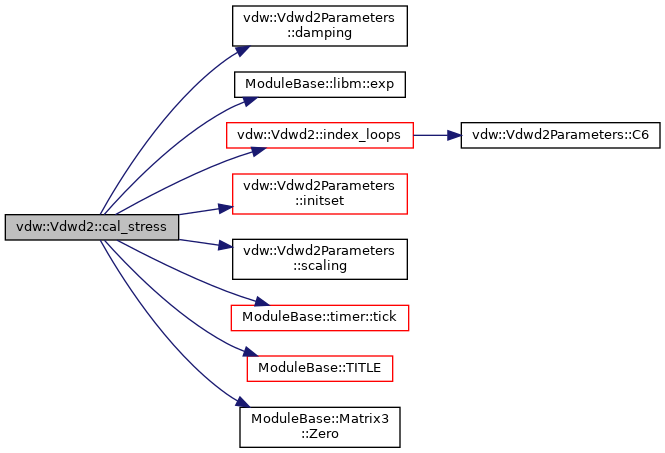 vdw::Vdwd2Parameters
::damping
ModuleBase::libm::exp
vdw::Vdwd2::index_loops
vdw::Vdwd2Parameters::C6
vdw::Vdwd2Parameters
::initset
vdw::Vdwd2::cal_stress
vdw::Vdwd2Parameters
::scaling
ModuleBase::timer::tick
ModuleBase::TITLE
ModuleBase::Matrix3
::Zero